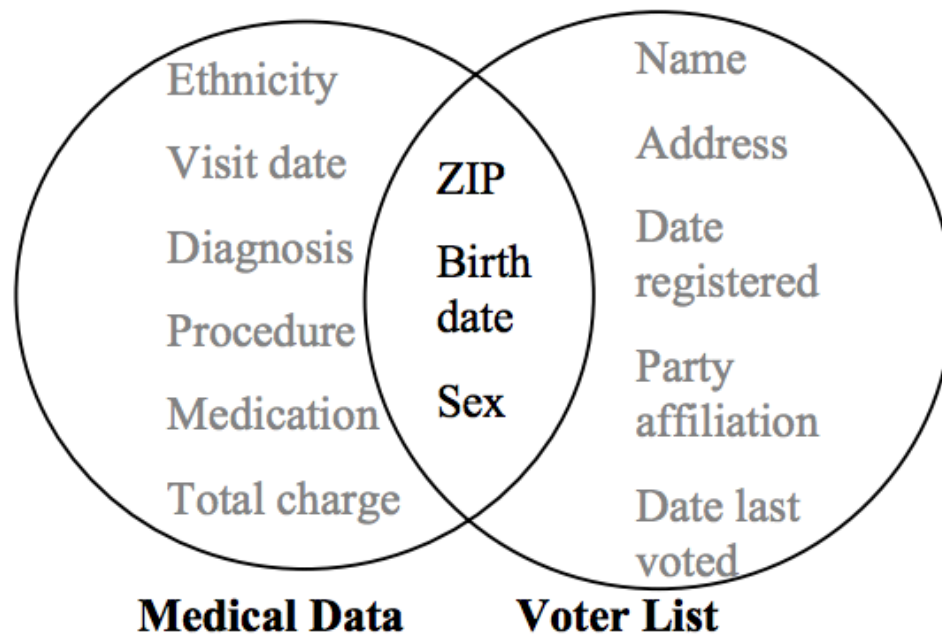 Ethnicity
Visit date
Diagnosis
Procedure
Medication
Total charge
ZIP
Birth
date
Sex
Name
Address
Date
registered
Party
affiliation
Date last
voted
Medical Data
Voter List